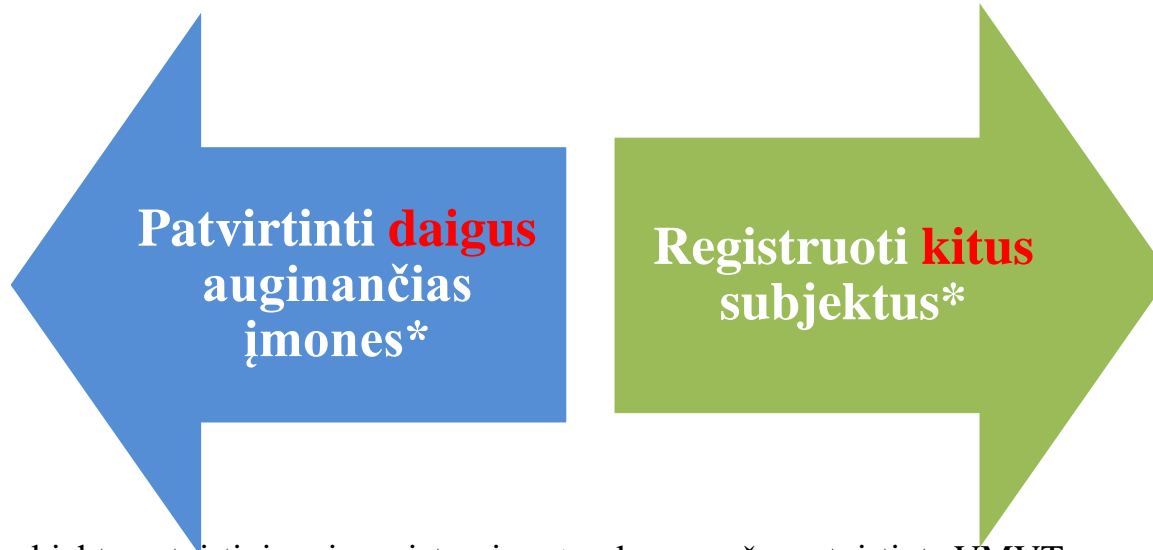 Patvirtinti daigus
auginančias
įmones*
Registruoti kitus
subjektus*